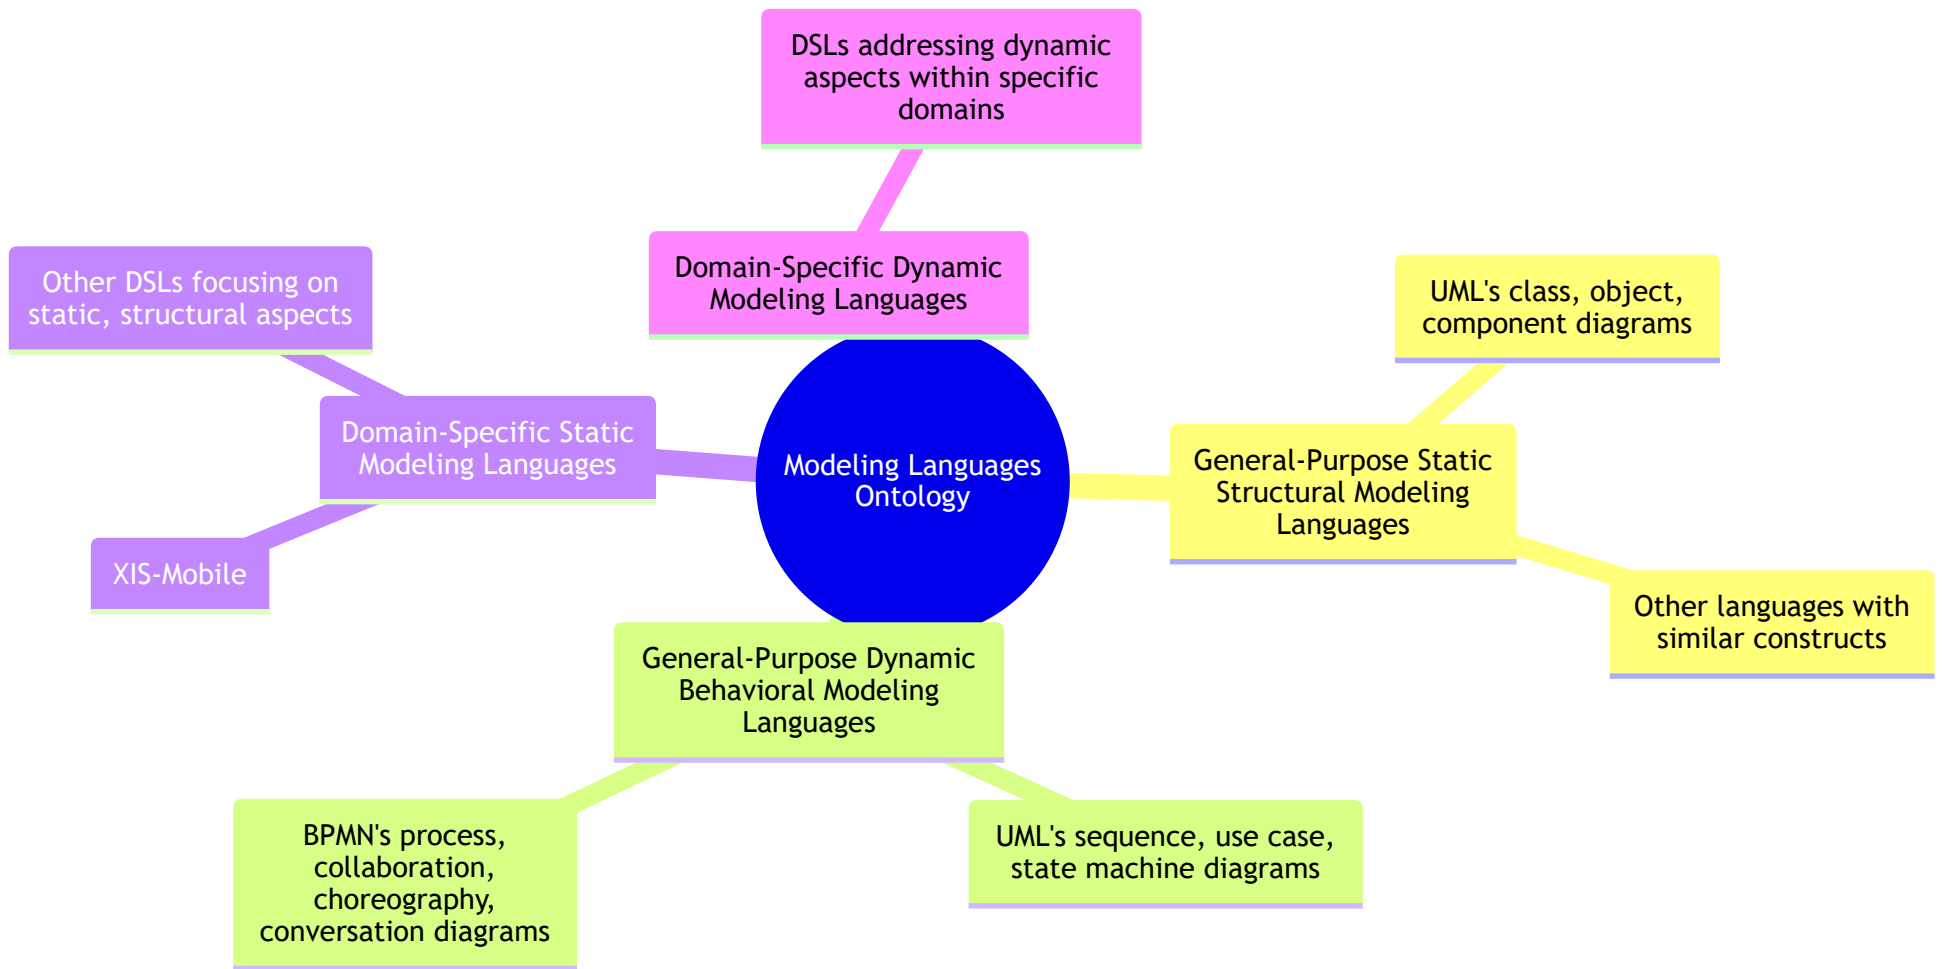 DSLs addressing dynamic
aspects within specific
domains
Domain-Specific Dynamic
Modeling Languages
Other DSLs focusing on
static, structural aspects
UML's class, object,
component diagrams
Domain-Specific Static
Modeling Languages
Modeling Languages
Ontology
General-Purpose Static
Structural Modeling
Languages
XIS-Mobile
Other languages with
similar constructs
General-Purpose Dynamic
Behavioral Modeling
Languages
BPMN's process,
collaboration,
choreography,
conversation diagrams
UML's sequence, use case,
state machine diagrams